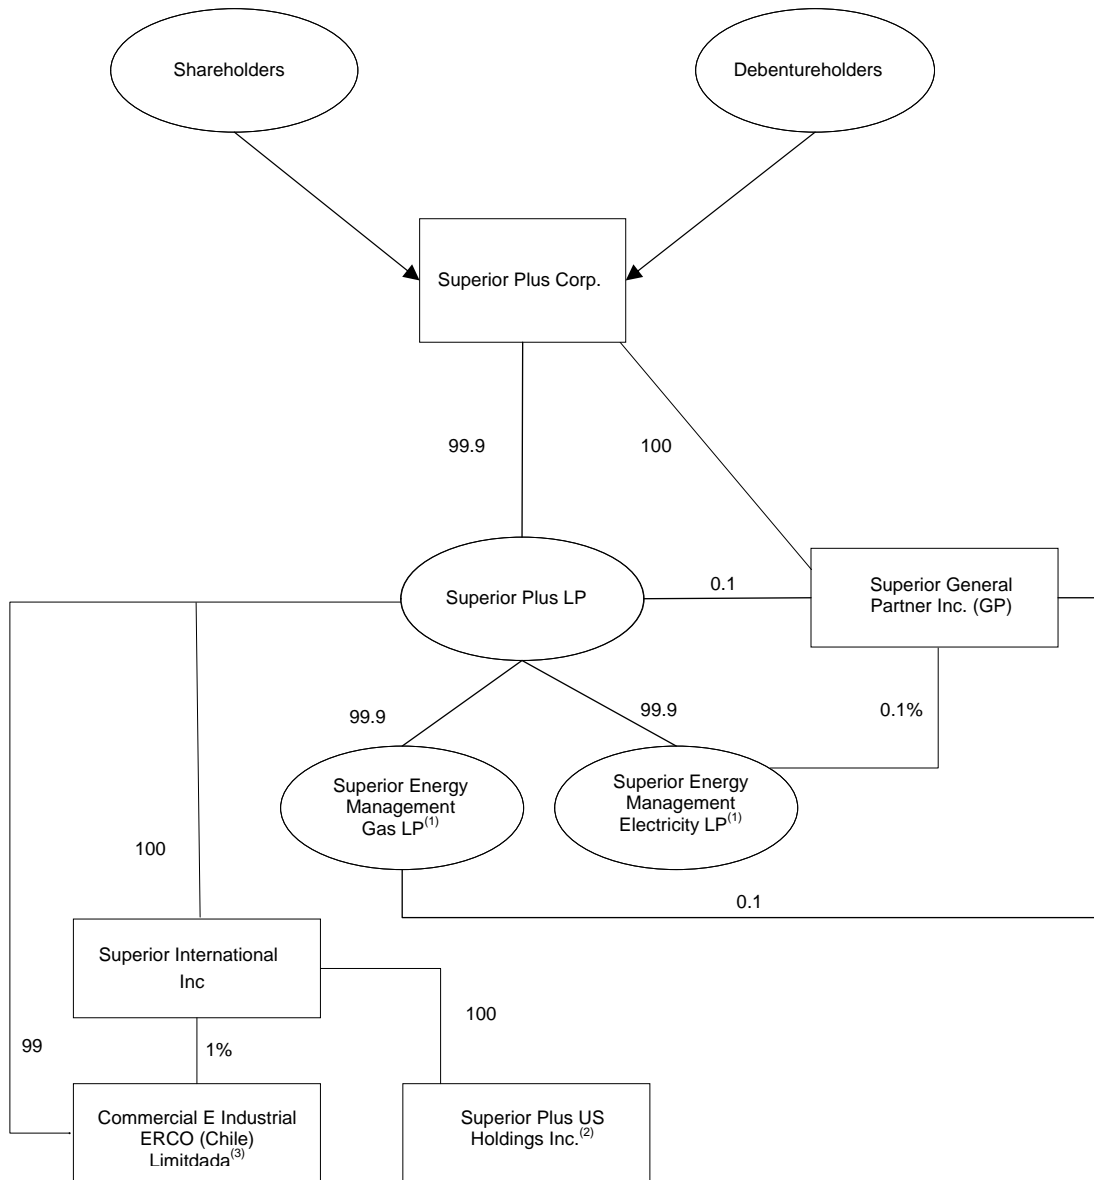 Shareholders
Debentureholders
Superior Plus Corp.
99.9
100
Superior Plus LP
0.1
Superior General
Partner Inc. (GP)
99.9
99.9
0.1%
Superior Energy
Management
Gas LP(1)
Superior Energy
Management
Electricity LP(1)
100
0.1
Superior International
Inc
100
99
1%
Commercial E Industrial
ERCO (Chile)
Limitdada(3)
Superior Plus US
Holdings Inc.(2)